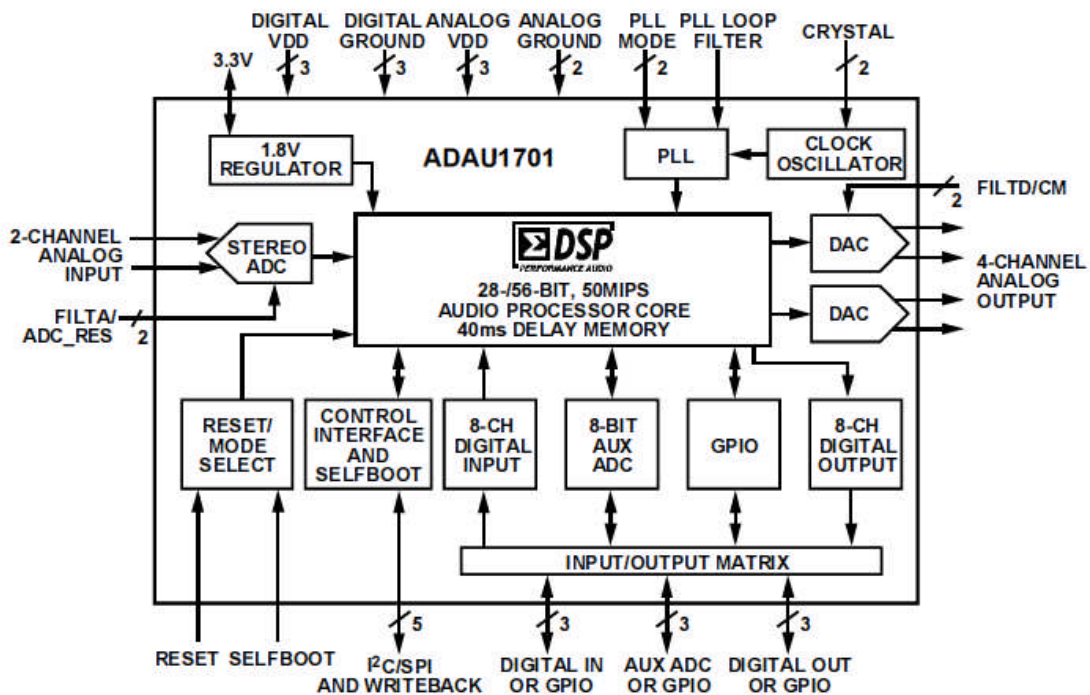 DIGITAL VDD
3
DIGITAL GROUND
3
ANALOG VDD
3
ANALOG GROUND
2
PLL MODE
2
PLL LOOP FILTER
CRYSTAL
2
3.3V
1.8V
REGULATOR
ADAU1701
PLL
CLOCK
OSCILLATOR
2-CHANNEL
ANALOG
INPUT
STEREO
ADC
FILTA/
ADC_RES
2
ΣDSP
PERFORMANCE AUDIO
28-/56-BIT, 50MIPS
AUDIO PROCESSOR CORE
40ms DELAY MEMORY
FILTD/CM
2
DAC
DAC
4-CHANNEL
ANALOG
OUTPUT
RESET/
MODE
SELECT
CONTROL
INTERFACE
AND
SELFBOOT
8-CH
DIGITAL
INPUT
8-BIT
AUX
ADC
GPIO
8-CH
DIGITAL
OUTPUT
INPUT/OUTPUT MATRIX
RESET
SELFBOOT
5
I²C/SPI
AND WRITEBACK
3
DIGITAL IN
OR GPIO
3
AUX ADC
OR GPIO
3
DIGITAL OUT
OR GPIO